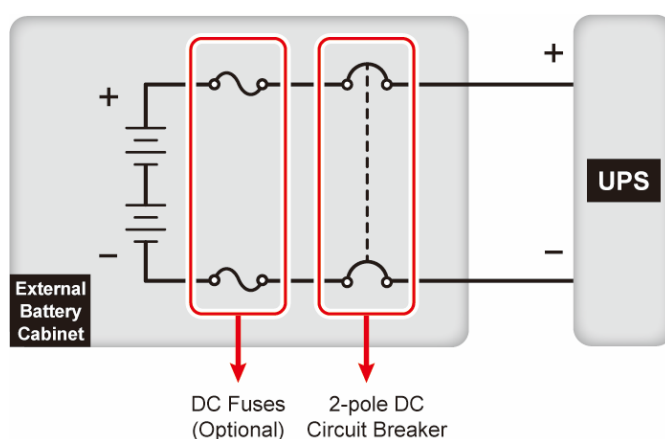 +
+
UPS
−
−
External
Battery
Cabinet
DC Fuses
(Optional)
2-pole DC
Circuit Breaker